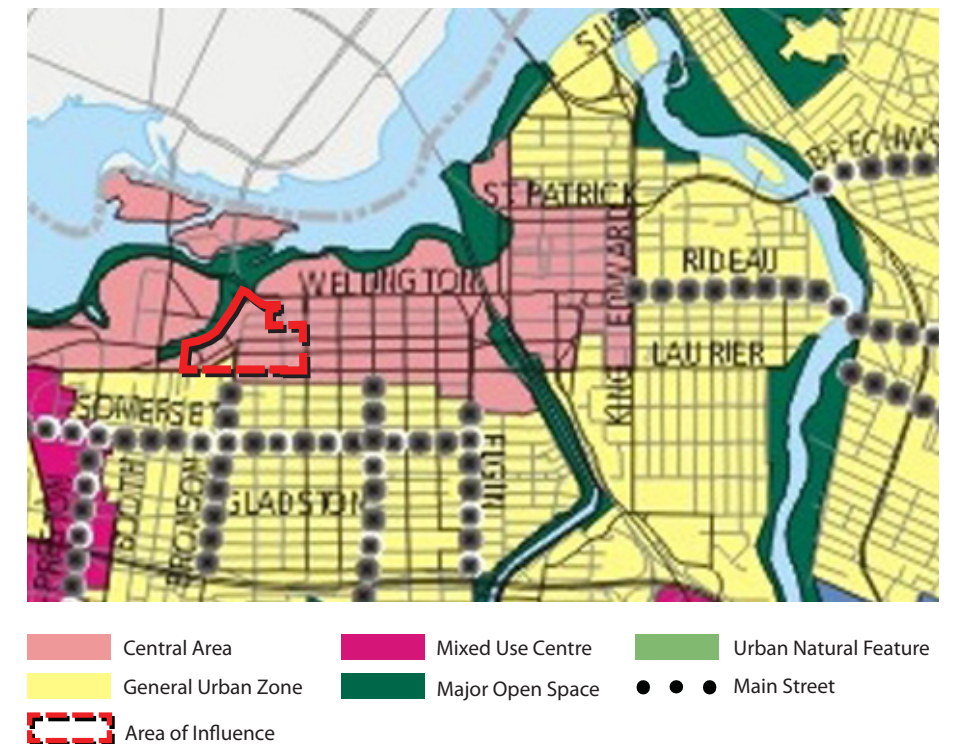 ST PATRICK
RIDEAU
WELLINGTON
KING EDWARD
LAURIER
SOMERSET
ELGIN
BOOTH
BRONSON
GLADSTON
PRESTON
Central Area
Mixed Use Centre
Urban Natural Feature
General Urban Zone
Major Open Space
Main Street
Area of Influence